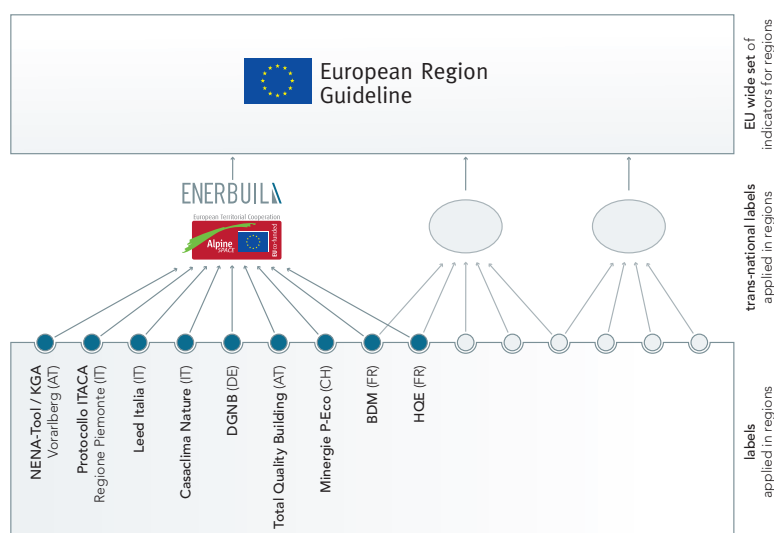 European Region
Guideline
EU wide set of
indicators for regions
ENERBUIL
European Territorial Cooperation
Alpine
SPACE
EU co-funded
trans-national labels
applied in regions
NENA-Tool / KGA
Vorarlberg (AT)
Protocollo ITACA
Regione Piemonte (IT)
Leed Italia (IT)
Casaclima Nature (IT)
DGNB (DE)
Total Quality Building (AT)
Minergie P-Eco (CH)
BDM (FR)
HQE (FR)
labels
applied in regions